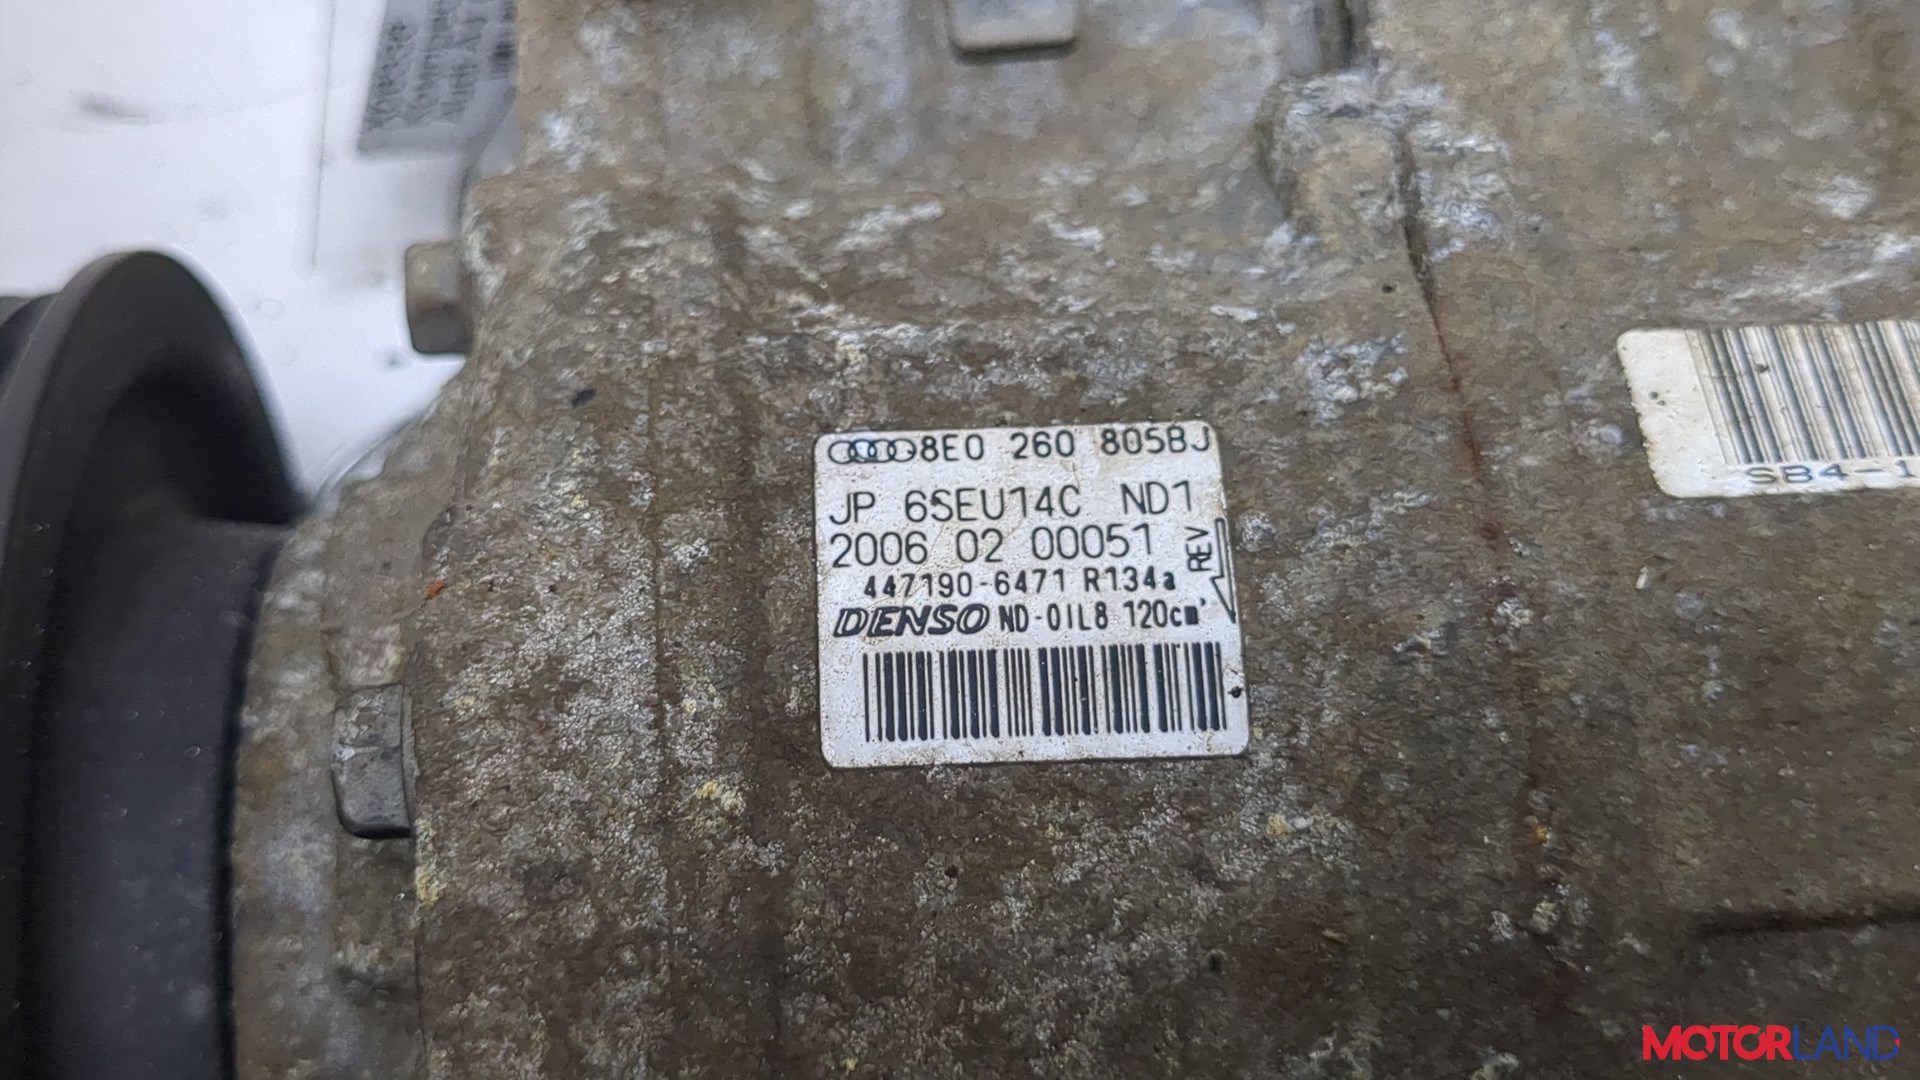 8E0 260 805BJ
JP 6SEU14C ND1
2006 02 00051
REV
447190-6471 R134a
DENSO ND-OIL8 120cm³
SB4-1
MOTORLAND